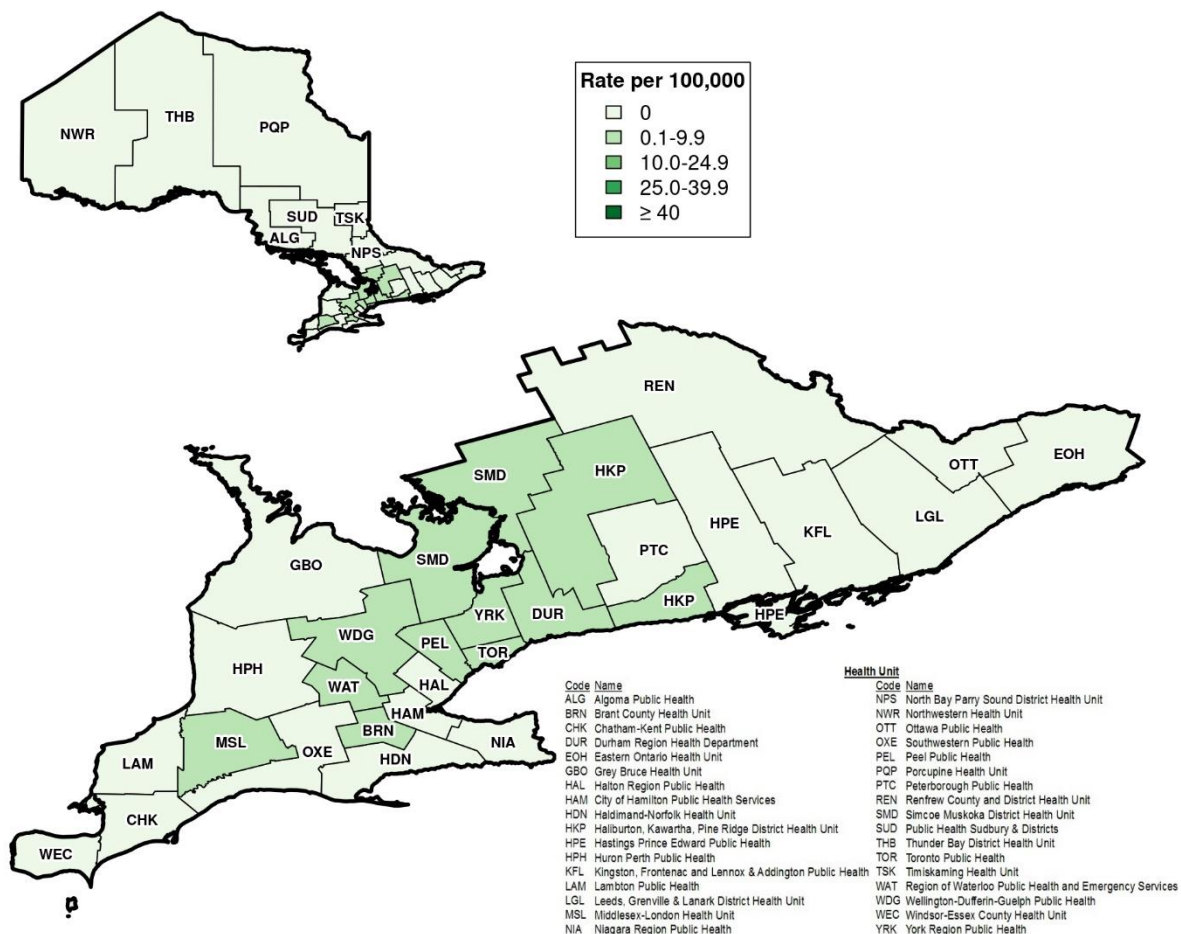 Rate per 100,000
0
0.1-9.9
10.0-24.9
25.0-39.9
≥ 40
NWR
THB
PQP
SUD
TSK
ALG
NPS
REN
SMD
HKP
OTT
EOH
LGL
HPE
KFL
PTC
SMD
GBO
HKP
YRK
DUR
HPE
WDG
PEL
TOR
HPH
WAT
HAL
HAM
BRN
MSL
OXE
NIA
HDN
LAM
CHK
WEC
Health Unit
Code Name
ALG Algoma Public Health
BRN Brant County Health Unit
CHK Chatham-Kent Public Health
DUR Durham Region Health Department
EOH Eastern Ontario Health Unit
GBO Grey Bruce Health Unit
HAL Halton Region Public Health
HAM City of Hamilton Public Health Services
HDN Haldimand-Norfolk Health Unit
HKP Haliburton, Kawartha, Pine Ridge District Health Unit
HPE Hastings Prince Edward Public Health
HPH Huron Perth Public Health
KFL Kingston, Frontenac and Lennox & Addington Public Health
LAM Lambton Public Health
LGL Leeds, Grenville & Lanark District Health Unit
MSL Middlesex-London Health Unit
NIA Niagara Region Public Health
Code Name
NPS North Bay Parry Sound District Health Unit
NWR Northwestern Health Unit
OTT Ottawa Public Health
OXE Southwestern Public Health
PEL Peel Public Health
PQP Porcupine Health Unit
PTC Peterborough Public Health
REN Renfrew County and District Health Unit
SMD Simcoe Muskoka District Health Unit
SUD Public Health Sudbury & Districts
THB Thunder Bay District Health Unit
TOR Toronto Public Health
TSK Timiskaming Health Unit
WAT Region of Waterloo Public Health and Emergency Services
WDG Wellington-Dufferin-Guelph Public Health
WEC Windsor-Essex County Health Unit
YRK York Region Public Health